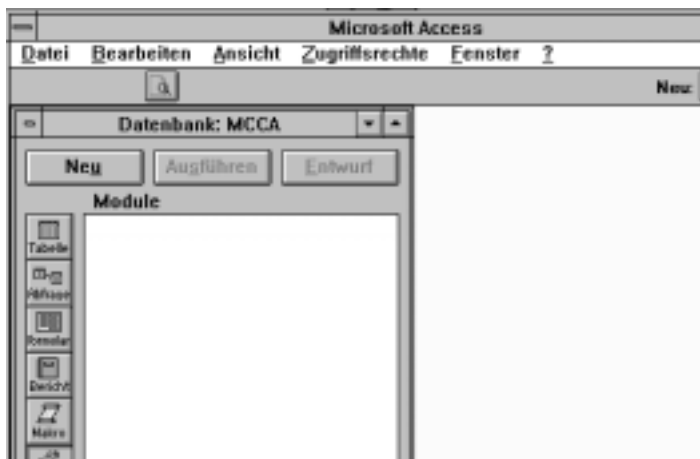 Microsoft Access
Datei Bearbeiten Ansicht Zugriffsrechte Fenster ?
Neu:
Datenbank: MCCA
Neu Ausführen Entwurf
Module
Tabelle
Abfrage
Formular
Bericht
Makro